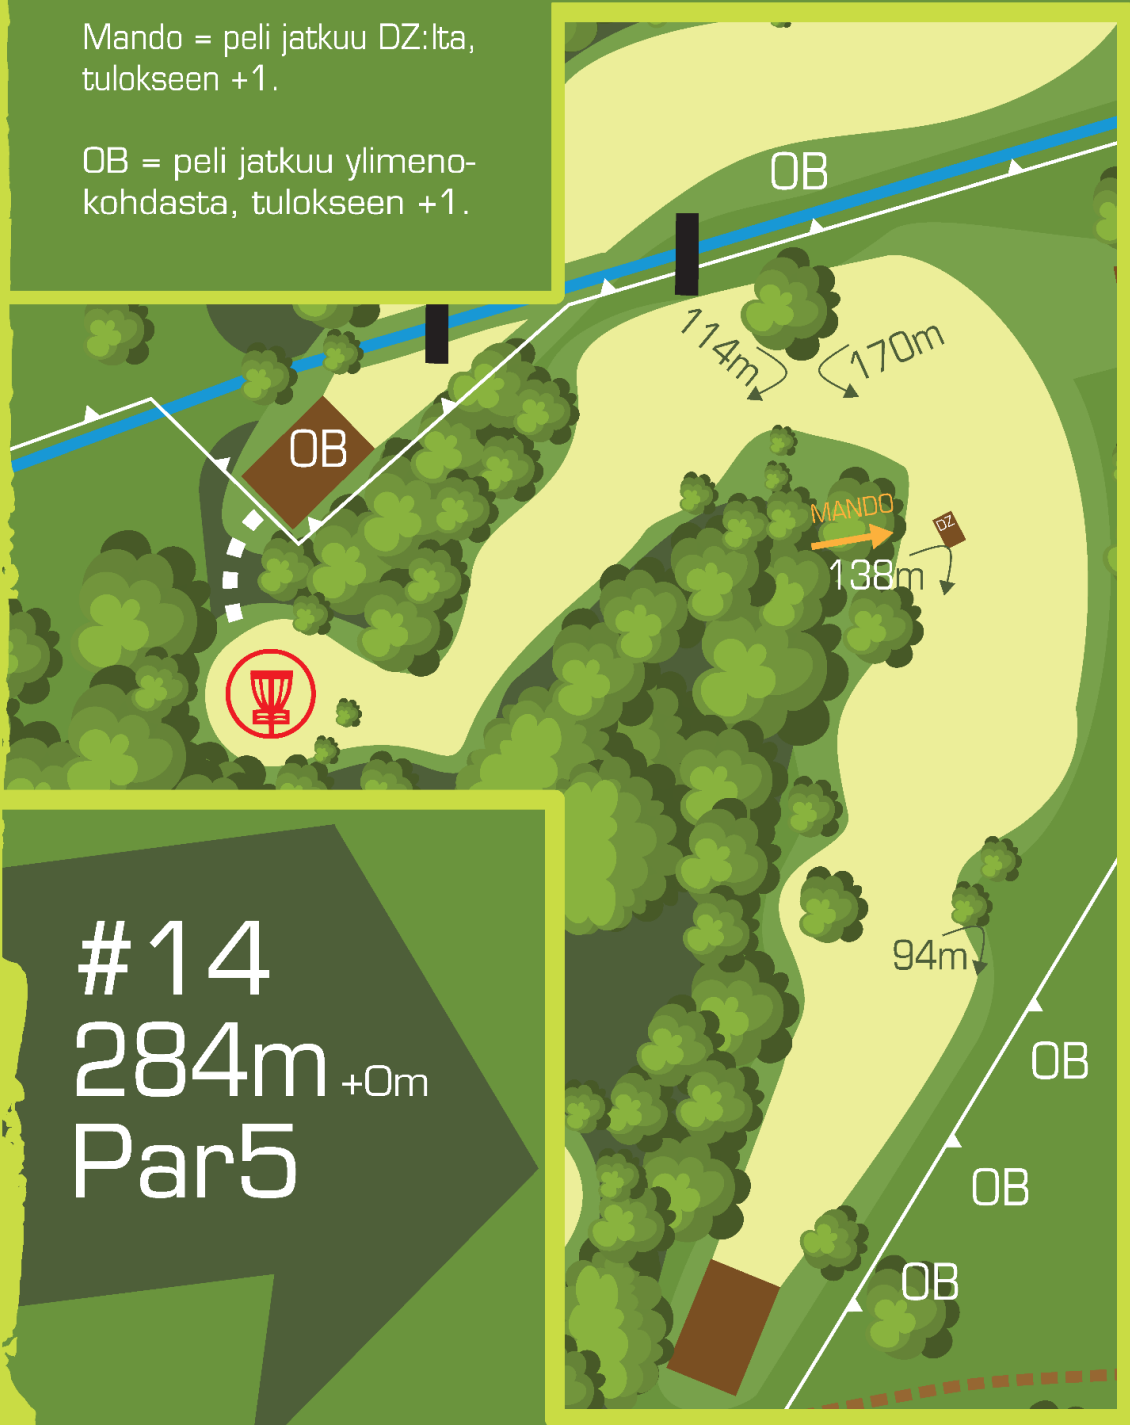 Mando = peli jatkuu DZ:lta,
tulokseen +1.
OB = peli jatkuu ylimeno-
kohdasta, tulokseen +1.
OB
114m
170m
OB
MANDO
DZ
138m
94m
OB
OB
OB
#14
284m +0m
Par5